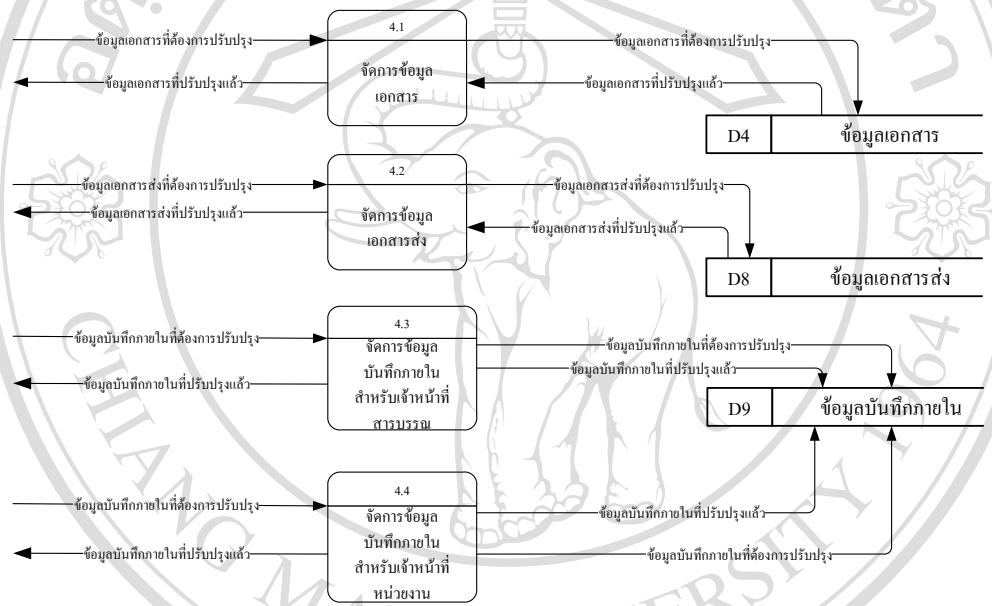 4.1
ข้อมูลเอกสารที่ต้องการปรับปรุง
ข้อมูลเอกสารที่ต้องการปรับปรุง
จัดการข้อมูล
เอกสาร
ข้อมูลเอกสารที่ปรับปรุงแล้ว
ข้อมูลเอกสารที่ปรับปรุงแล้ว
D4
ข้อมูลเอกสาร
4.2
ข้อมูลเอกสารส่งที่ต้องการปรับปรุง
ข้อมูลเอกสารส่งที่ต้องการปรับปรุง
ข้อมูลเอกสารส่งที่ปรับปรุงแล้ว
จัดการข้อมูล
เอกสารส่ง
ข้อมูลเอกสารส่งที่ปรับปรุงแล้ว
D8
ข้อมูลเอกสารส่ง
4.3
ข้อมูลบันทึกภายในที่ต้องการปรับปรุง
จัดการข้อมูล
บันทึกภายใน
สำหรับเจ้าหน้าที่
สารบรรณ
ข้อมูลบันทึกภายในที่ต้องการปรับปรุง
ข้อมูลบันทึกภายในที่ปรับปรุงแล้ว
ข้อมูลบันทึกภายในที่ปรับปรุงแล้ว
D9
ข้อมูลบันทึกภายใน
4.4
ข้อมูลบันทึกภายในที่ต้องการปรับปรุง
จัดการข้อมูล
บันทึกภายใน
สำหรับเจ้าหน้าที่
หน่วยงาน
ข้อมูลบันทึกภายในที่ปรับปรุงแล้ว
ข้อมูลบันทึกภายในที่ปรับปรุงแล้ว
ข้อมูลบันทึกภายในที่ต้องการปรับปรุง